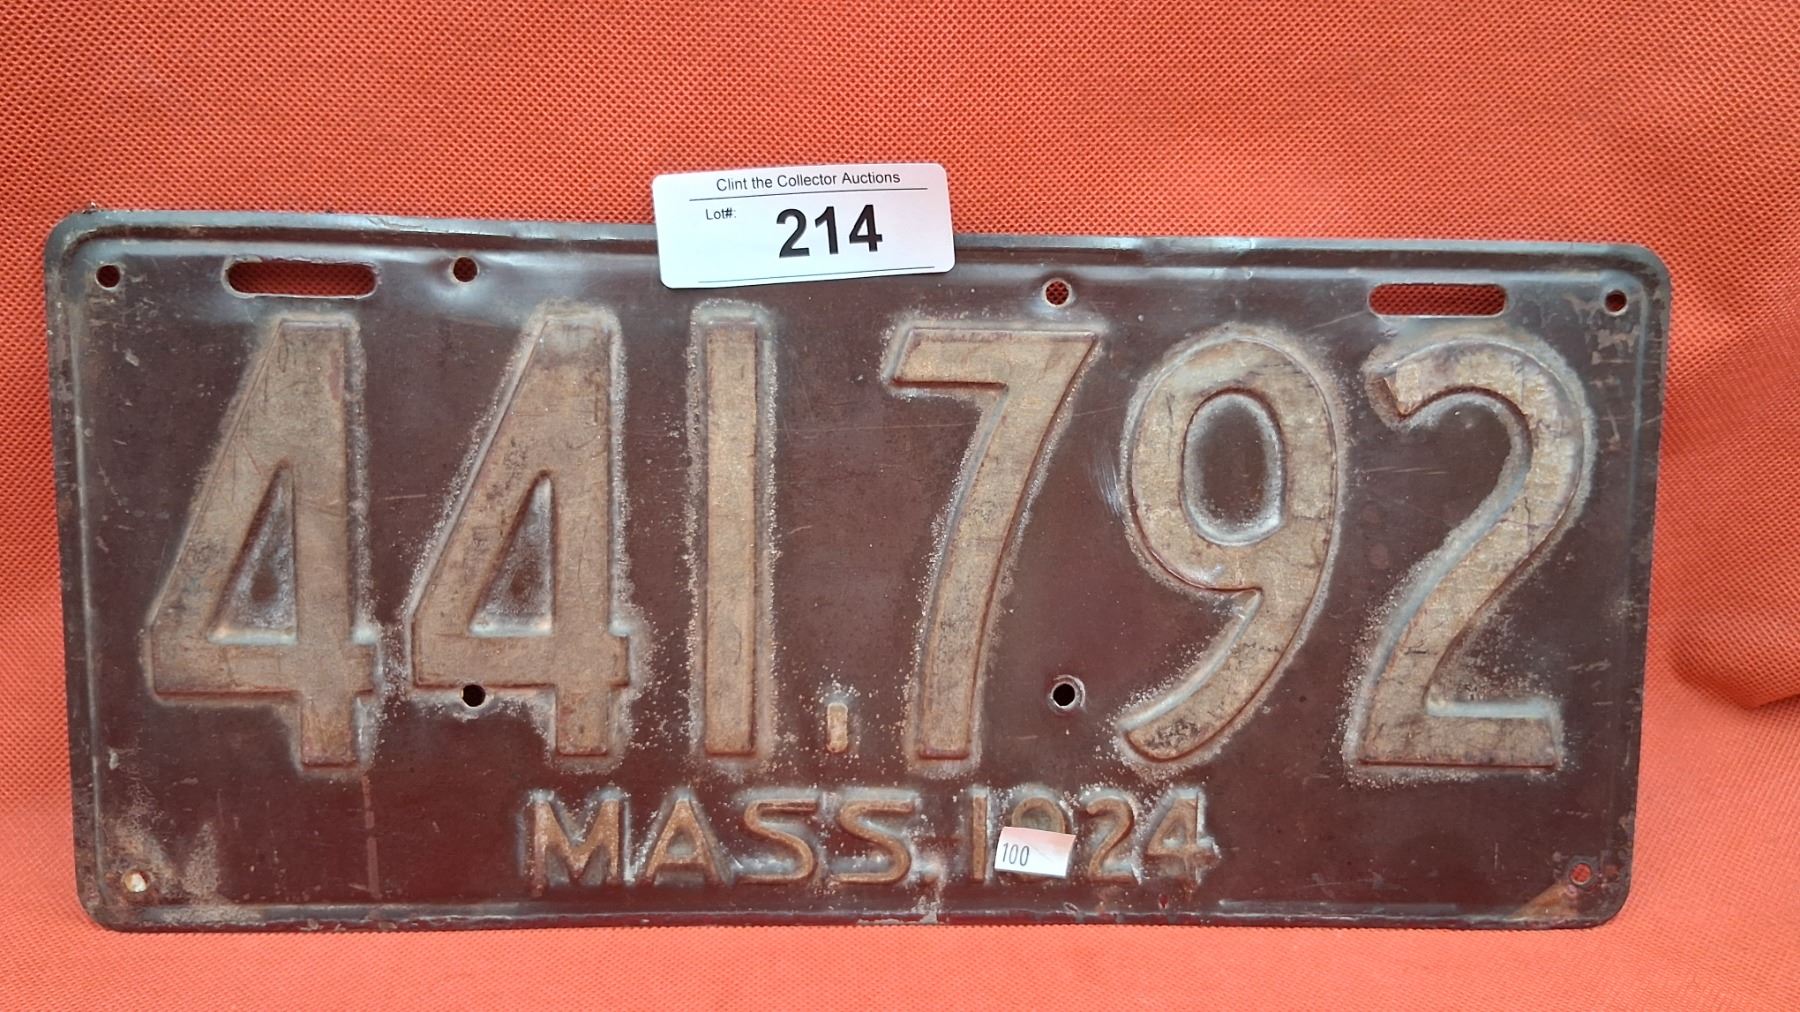 Clint the Collector Auctions
Lot#: 214
441,792
MASS. 1924
100